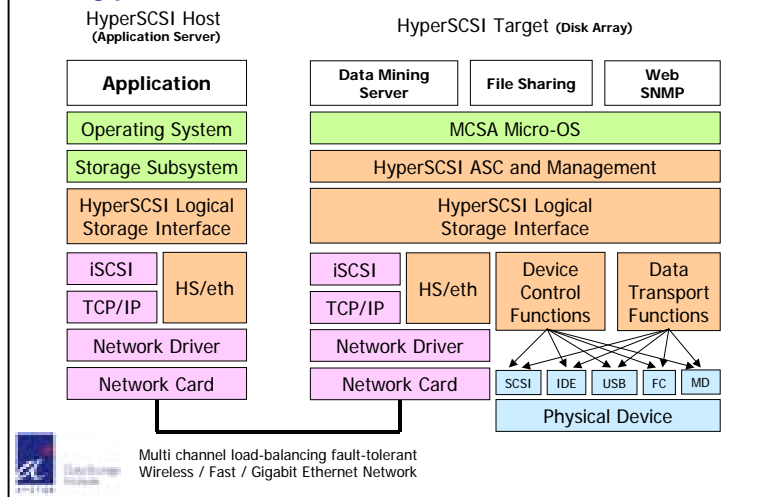 HyperSCSI Host
(Application Server)
HyperSCSI Target (Disk Array)
Application
Data Mining
Server
File Sharing
Web
SNMP
Operating System
MCSA Micro-OS
Storage Subsystem
HyperSCSI ASC and Management
HyperSCSI Logical
Storage Interface
HyperSCSI Logical
Storage Interface
iSCSI
TCP/IP
HS/eth
iSCSI
TCP/IP
HS/eth
Device
Control
Functions
Data
Transport
Functions
Network Driver
Network Driver
Network Card
Network Card
SCSI
IDE
USB
FC
MD
Physical Device
Multi channel load-balancing fault-tolerant
Wireless / Fast / Gigabit Ethernet Network